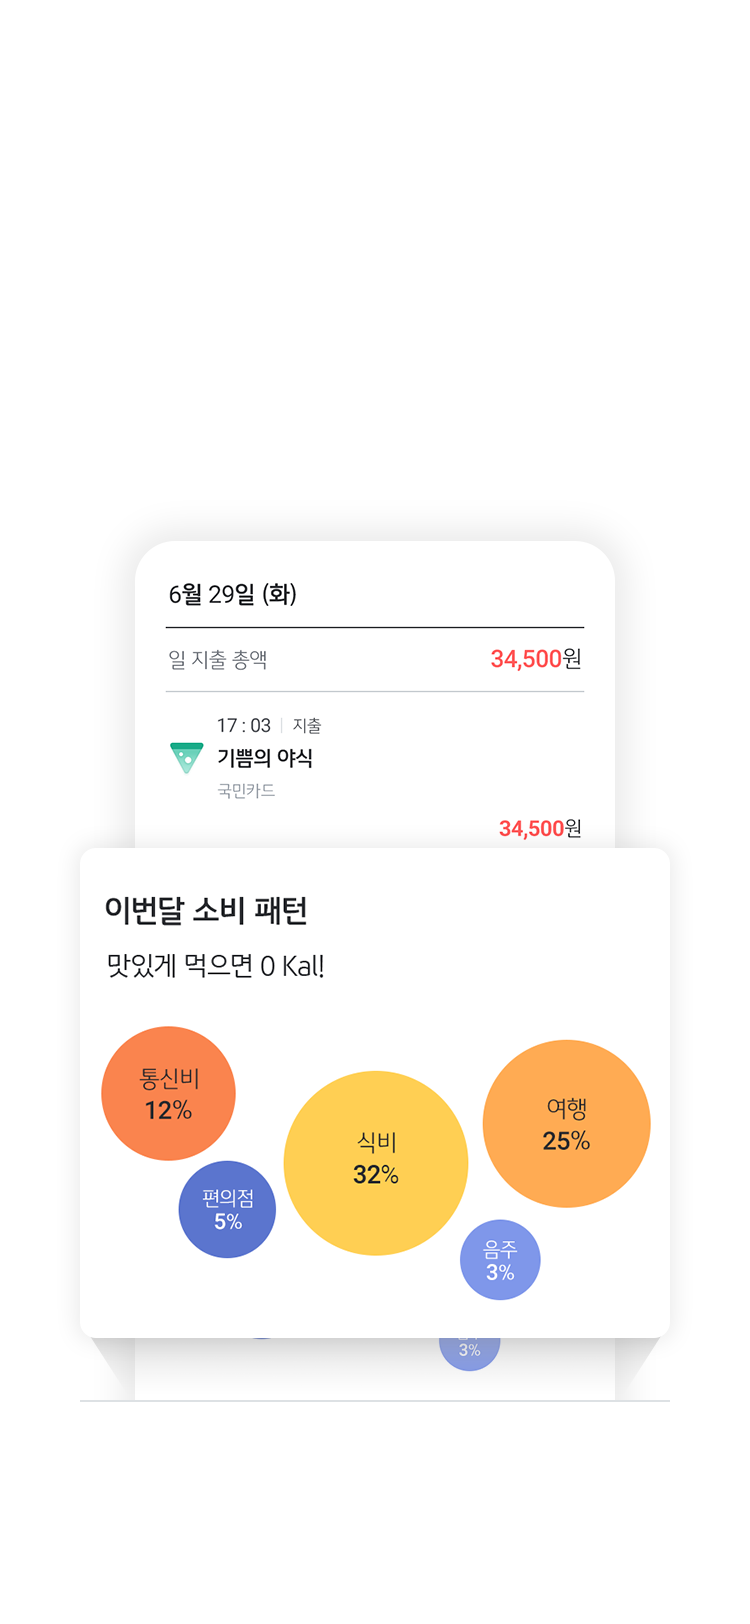 6월 29일 (화)
일 지출 총액 34,500원
17 : 03 | 지출
기쁨의 야식
국민카드
34,500원
이번달 소비 패턴
맛있게 먹으면 0 Kal!
통신비
12%
식비
32%
여행
25%
편의점
5%
음주
3%
3%